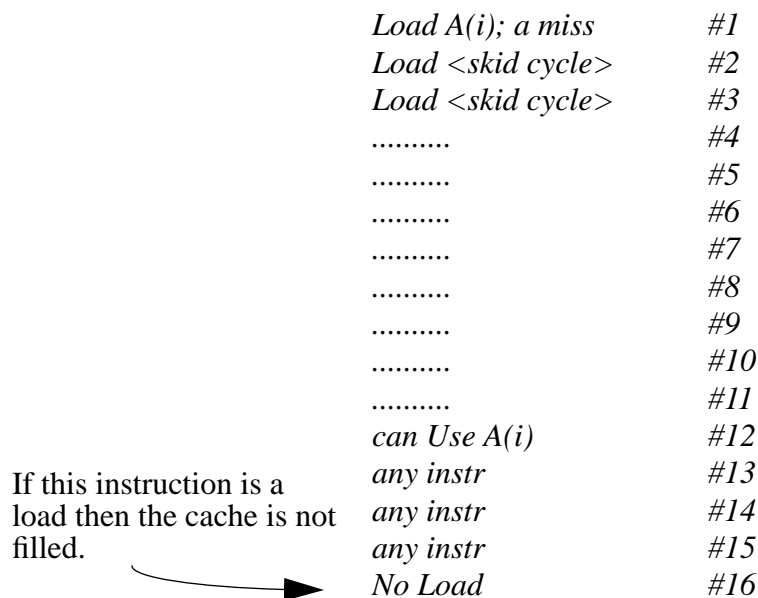 Load A(i); a miss #1
Load <skid cycle> #2
Load <skid cycle> #3
.......... #4
.......... #5
.......... #6
.......... #7
.......... #8
.......... #9
.......... #10
.......... #11
can Use A(i) #12
any instr #13
any instr #14
any instr #15
No Load #16
If this instruction is a
load then the cache is not
filled.